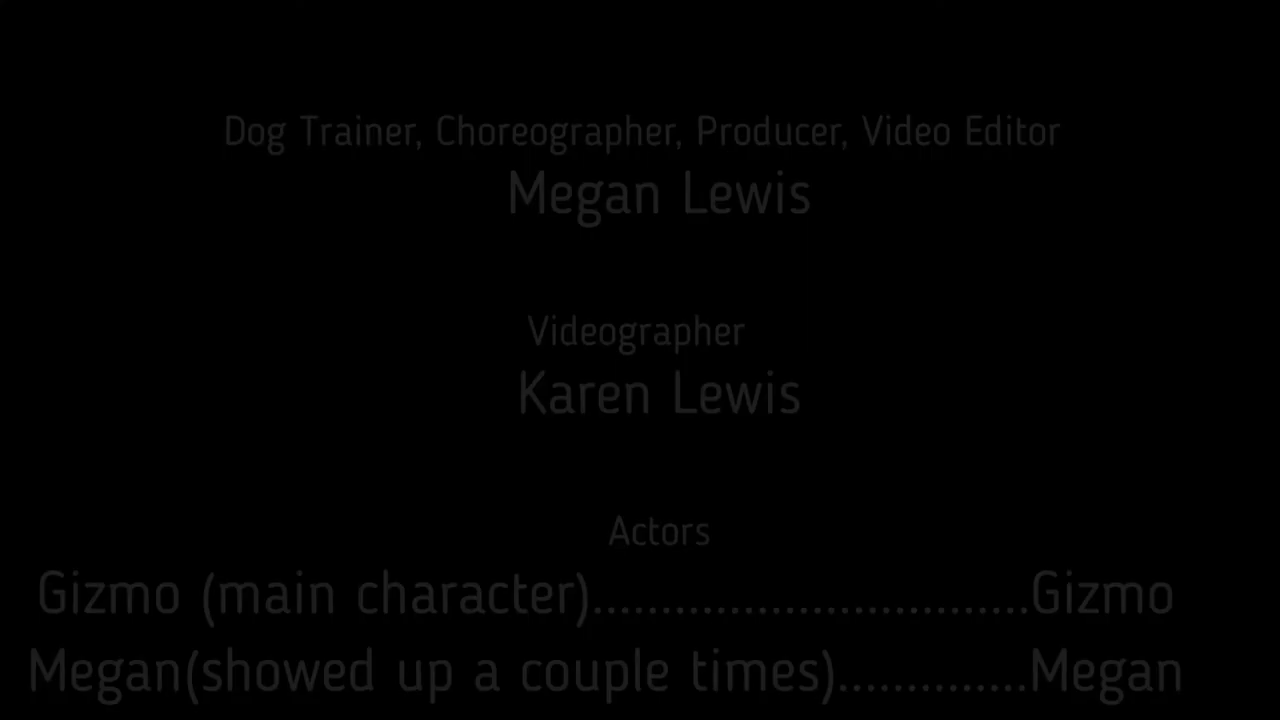 Dog Trainer, Choreographer, Producer, Video Editor
Megan Lewis
Videographer
Karen Lewis
Actors
Gizmo (main character)................................Gizmo
Megan(showed up a couple times)..............Megan